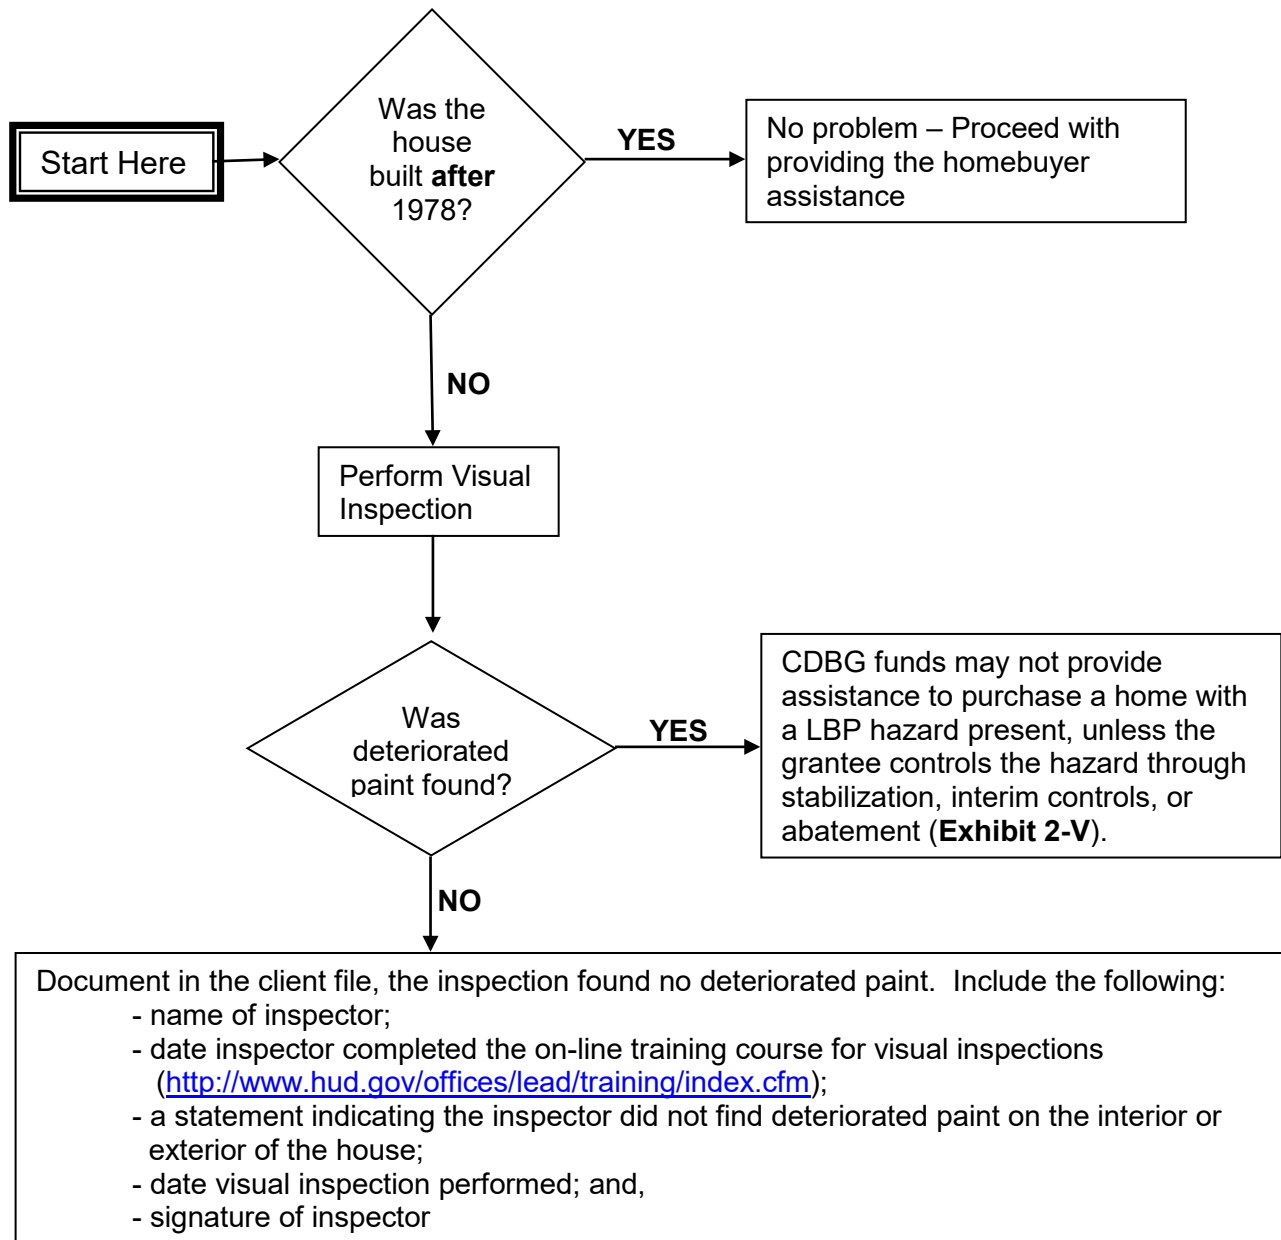 Start Here
Was the
house
built after
1978?
YES
No problem – Proceed with
providing the homebuyer
assistance
NO
Perform Visual
Inspection
Was
deteriorated
paint found?
YES
CDBG funds may not provide
assistance to purchase a home with
a LBP hazard present, unless the
grantee controls the hazard through
stabilization, interim controls, or
abatement (Exhibit 2-V).
NO
Document in the client file, the inspection found no deteriorated paint.  Include the following:
- name of inspector;
- date inspector completed the on-line training course for visual inspections
(http://www.hud.gov/offices/lead/training/index.cfm);
- a statement indicating the inspector did not find deteriorated paint on the interior or
exterior of the house;
- date visual inspection performed; and,
- signature of inspector